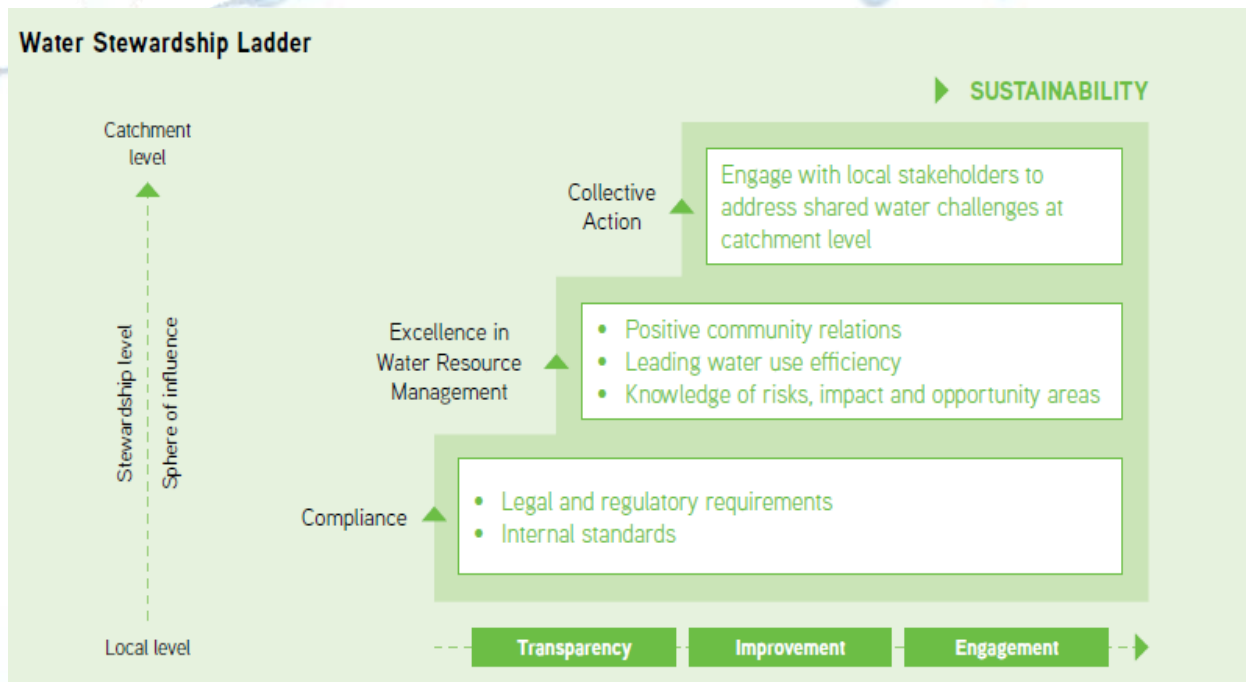 Water Stewardship Ladder
SUSTAINABILITY
Catchment
level
Collective
Action
Engage with local stakeholders to
address shared water challenges at
catchment level
Stewardship level
Sphere of influence
Excellence in
Water Resource
Management
• Positive community relations
• Leading water use efficiency
• Knowledge of risks, impact and opportunity areas
Compliance
• Legal and regulatory requirements
• Internal standards
Local level
Transparency
Improvement
Engagement